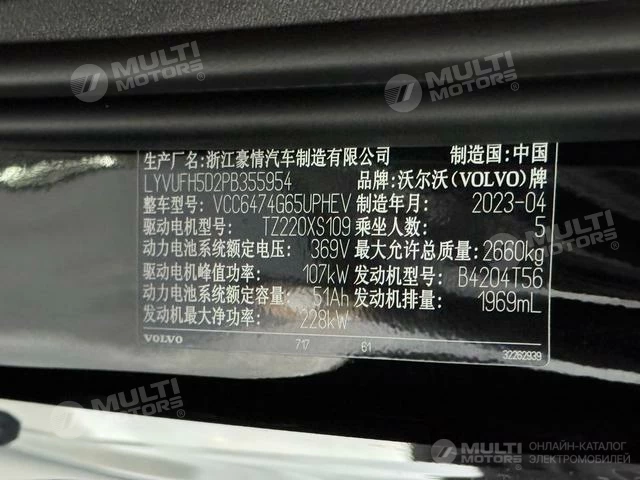 MULTI MOTORS®
MULTI MOTORS®
生产厂名:浙江豪情汽车制造有限公司 制造国:中国
LYVUFH5D2PB355954 品牌:沃尔沃(VOLVO)牌
整车型号: VCC6474G65UPHEV 制造年月: 2023-04
驱动电机型号: TZ220XS109 乘坐人数: 5
动力电池系统额定电压: 369V 最大允许总质量: 2660kg
驱动电机峰值功率: 107kW 发动机型号: B4204T56
动力电池系统额定容量: 51Ah 发动机排量: 1969mL
发动机最大净功率: 228kW
VOLVO 717 61 32262939
MULTI MOTORS®
MULTI MOTORS®
MULTI MOTORS ОНЛАЙН-КАТАЛОГ ЭЛЕКТРОМОБИЛЕЙ